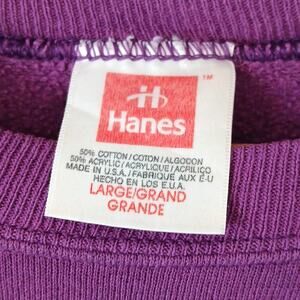 ™
Hanes
50% COTTON/COTON/ALGODON
50% ACRYLIC/ACRYLIQUE/ACRILICO
MADE IN U.S.A./FABRIQUE AUX É-U
HECHO EN LOS E.U.A.
LARGE/GRAND
GRANDE